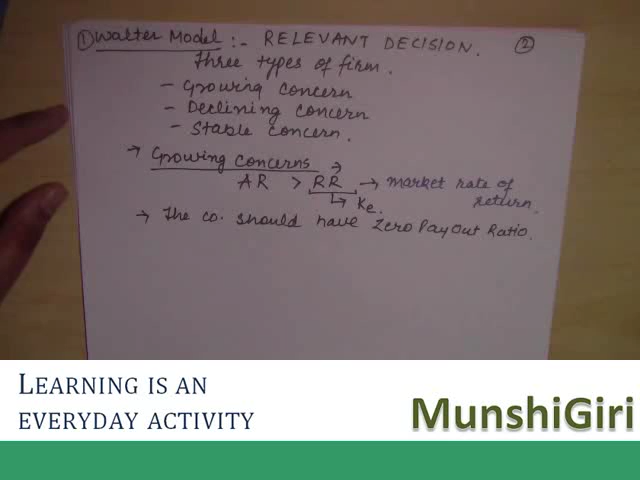 ① Walter Model :- RELEVANT DECISION. ②
Three types of firm.
- Growing Concern
- Declining Concern
- Stable Concern.
→ Growing Concerns →
AR > RR → Market rate of return.
↳ Ke.
→ The co. should have Zero Pay Out Ratio.
LEARNING IS AN
EVERYDAY ACTIVITY
MunshiGiri